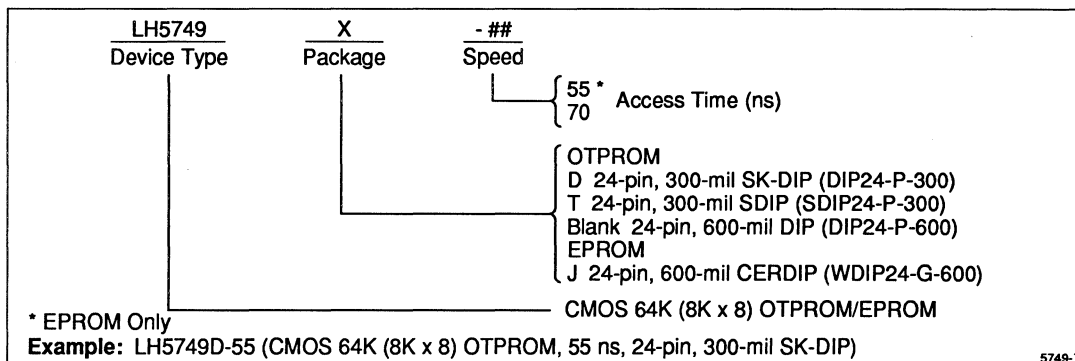 LH5749 X - ##
Device Type Package Speed
55 * Access Time (ns)
70
OTPROM
D 24-pin, 300-mil SK-DIP (DIP24-P-300)
T 24-pin, 300-mil SDIP (SDIP24-P-300)
Blank 24-pin, 600-mil DIP (DIP24-P-600)
EPROM
J 24-pin, 600-mil CERDIP (WDIP24-G-600)
CMOS 64K (8K x 8) OTPROM/EPROM
* EPROM Only
Example: LH5749D-55 (CMOS 64K (8K x 8) OTPROM, 55 ns, 24-pin, 300-mil SK-DIP)